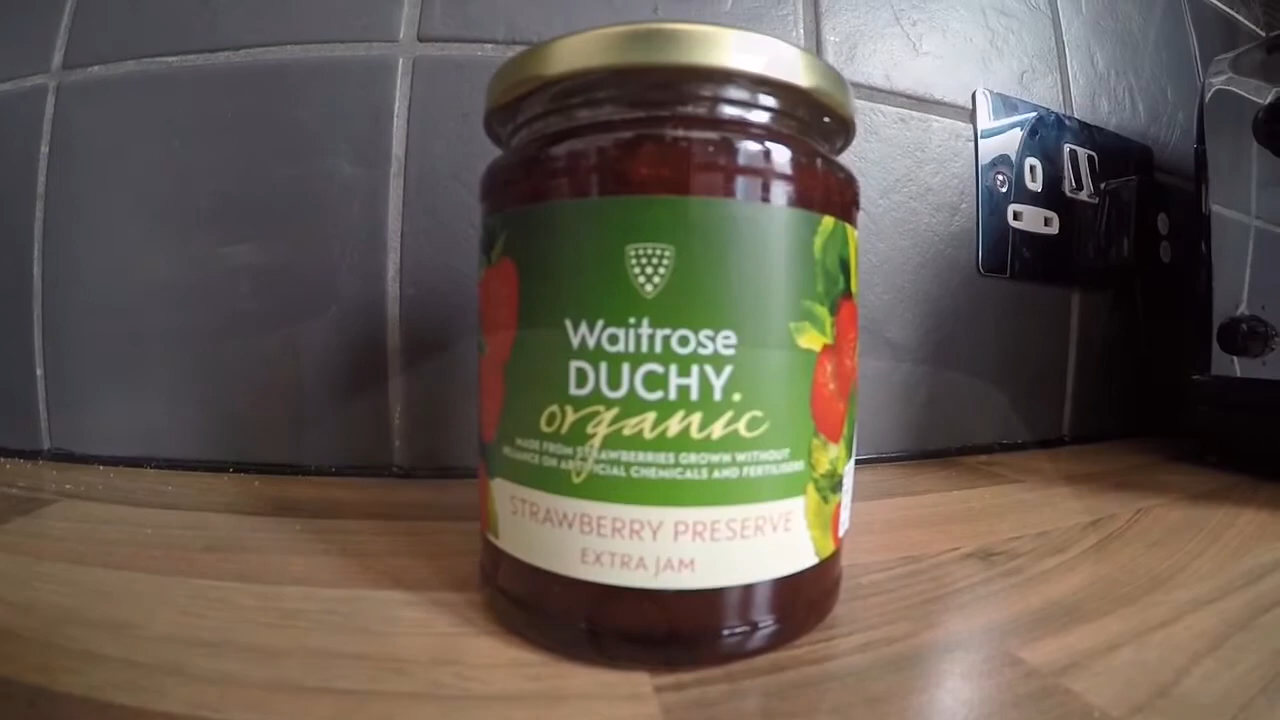 Waitrose
DUCHY
organic
MADE FROM STRAWBERRIES GROWN WITHOUT
RELIANCE ON ARTIFICIAL CHEMICALS AND FERTILISERS
STRAWBERRY PRESERVE
EXTRA JAM